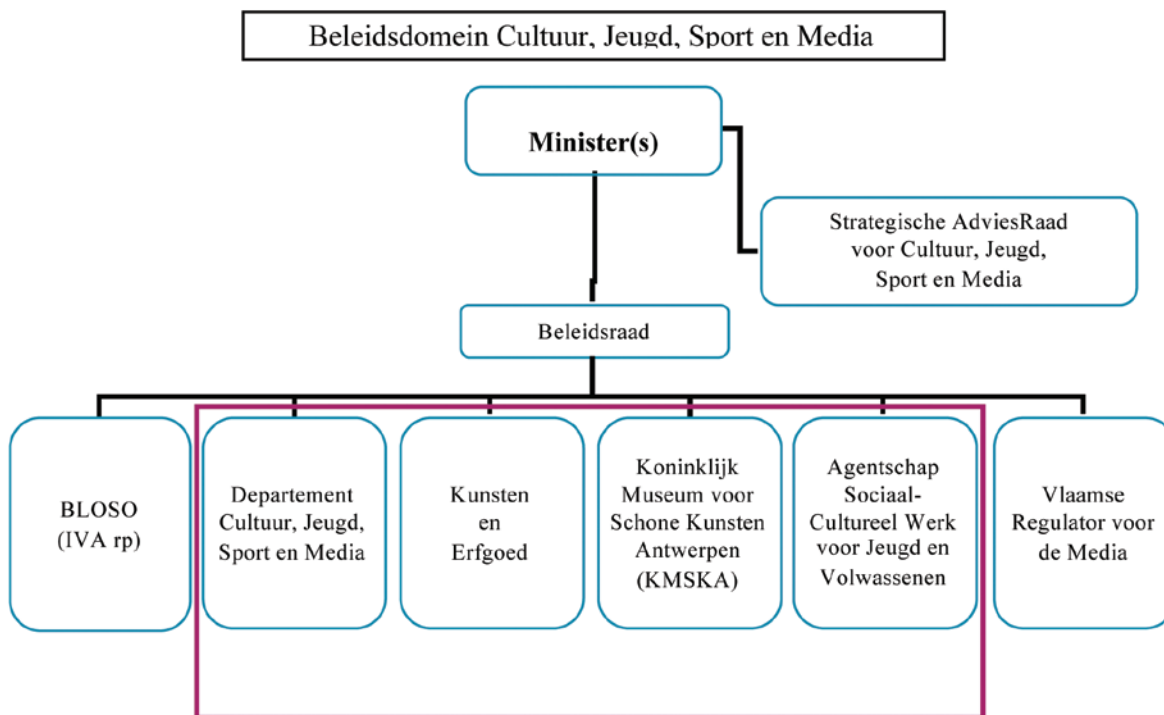 Beleidsdomein Cultuur, Jeugd, Sport en Media
Minister(s)
Strategische AdviesRaad
voor Cultuur, Jeugd,
Sport en Media
Beleidsraad
BLOSO
(IVA rp)
Departement
Cultuur, Jeugd,
Sport en Media
Kunsten
en
Erfgoed
Koninklijk
Museum voor
Schone Kunsten
Antwerpen
(KMSKA)
Agentschap
Sociaal-
Cultureel Werk
voor Jeugd en
Volwassenen
Vlaamse
Regulator voor
de Media